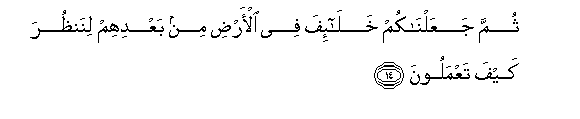 ثُمَّ جَعَلْنَـٰكُمْ خَلَـٰٓئِفَ فِى ٱلْأَرْضِ مِنۢ بَعْدِهِمْ لِنَنظُرَ
كَيْفَ تَعْمَلُونَ ١٤